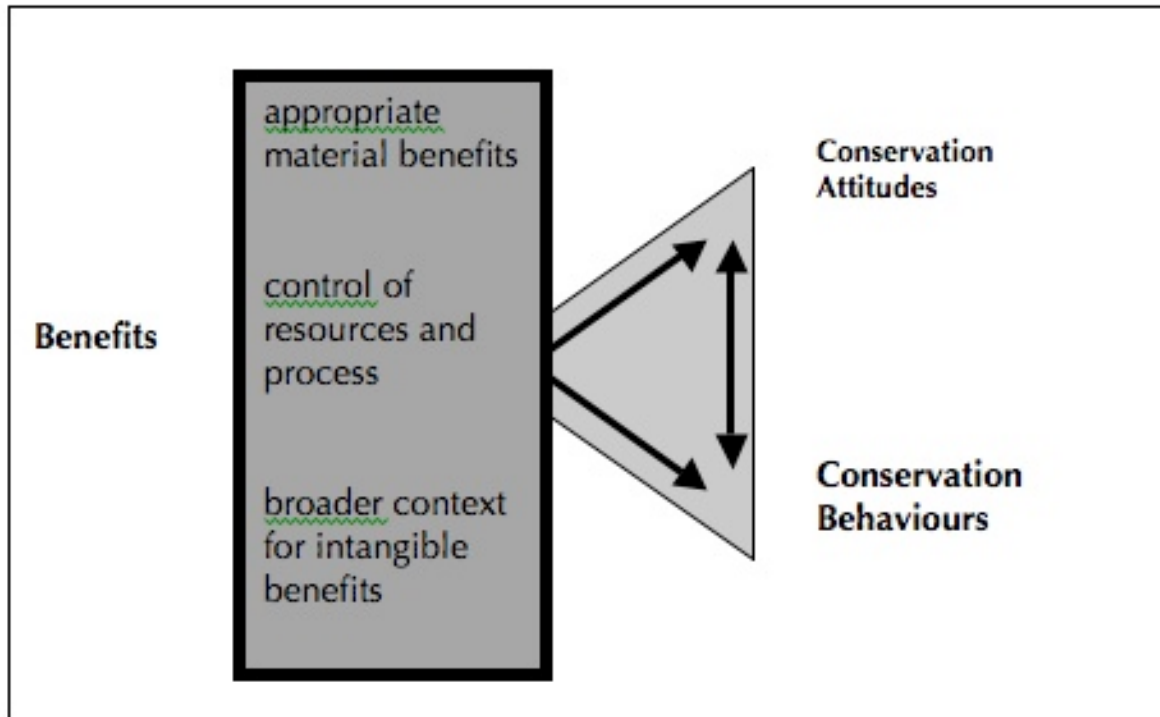 Benefits
appropriate
material benefits
control of
resources and
process
broader context
for intangible
benefits
Conservation
Attitudes
Conservation
Behaviours